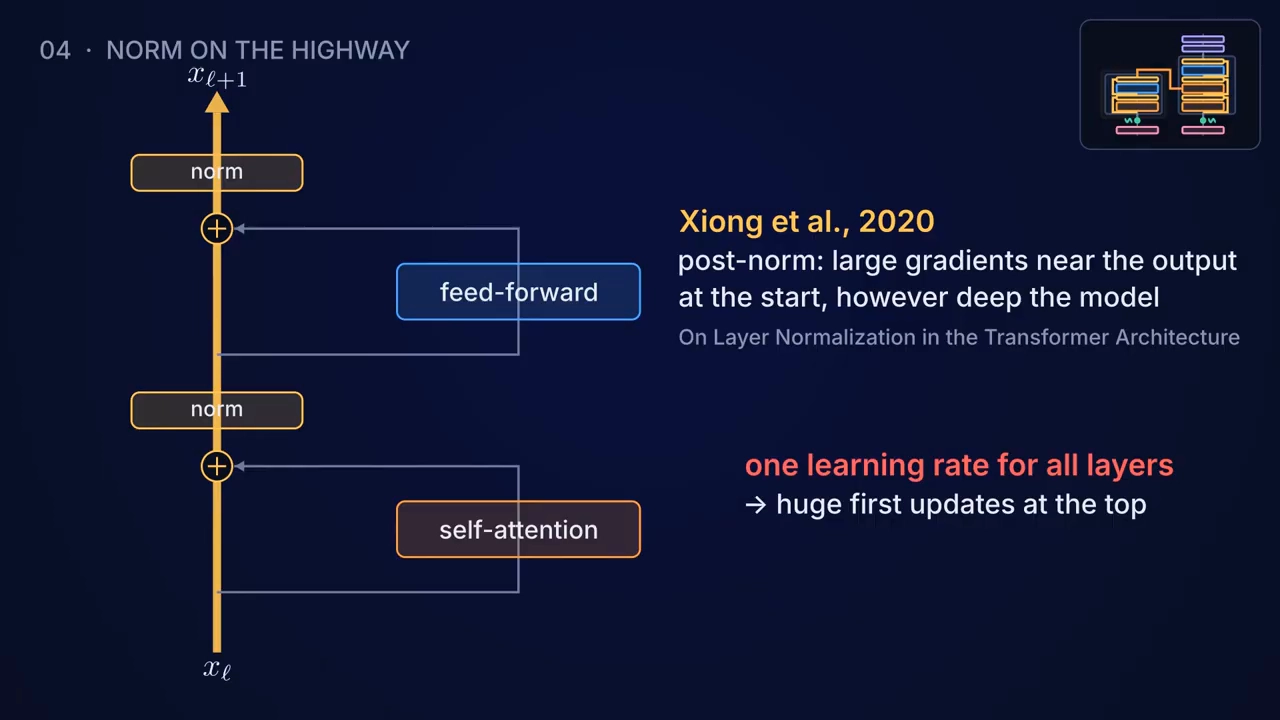 04 · NORM ON THE HIGHWAY
xℓ+1
norm
feed-forward
norm
self-attention
xℓ
Xiong et al., 2020
post-norm: large gradients near the output
at the start, however deep the model
On Layer Normalization in the Transformer Architecture
one learning rate for all layers
→ huge first updates at the top